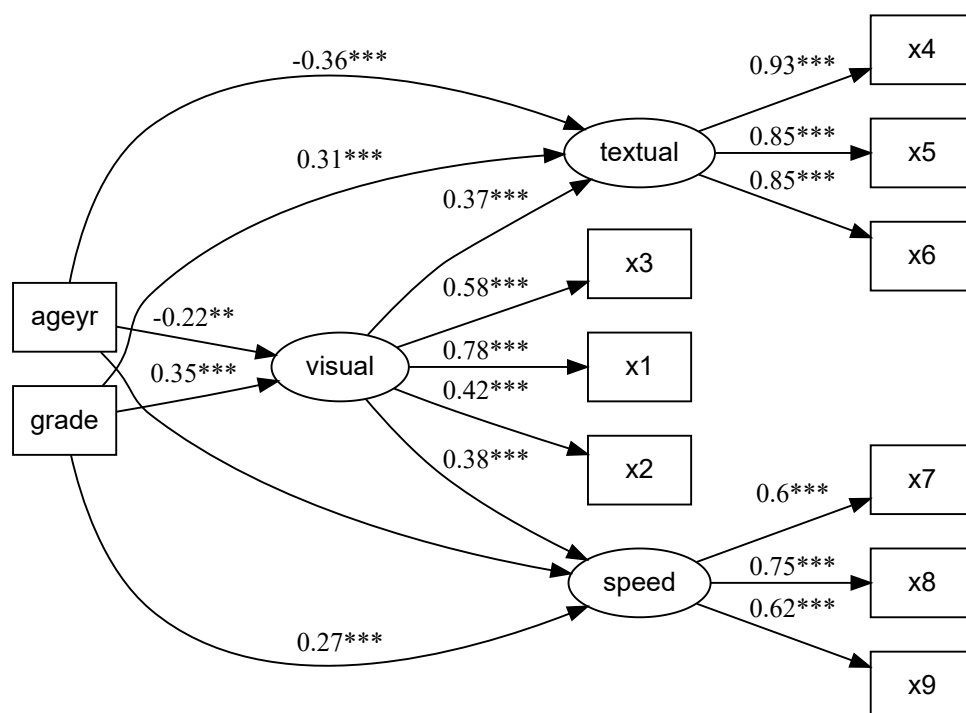 x4
-0.36***
0.93***
textual
0.31***
0.85***
x5
0.37***
0.85***
x6
x3
0.58***
ageyr
-0.22**
visual
0.78***
x1
0.35***
0.42***
grade
x2
0.38***
x7
0.6***
speed
0.75***
x8
0.62***
0.27***
x9